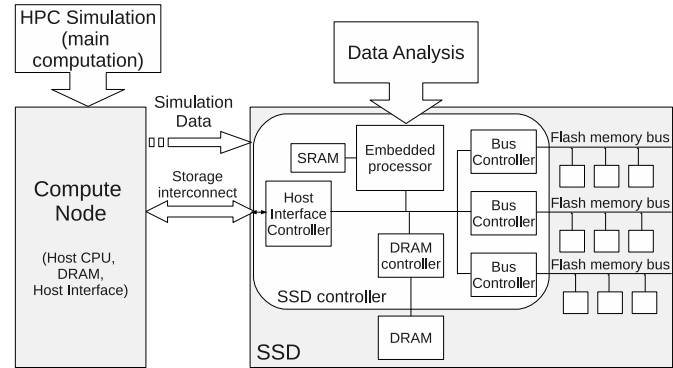 HPC Simulation
(main
computation)
Data Analysis
Simulation
Data
Storage
interconnect
Compute
Node
(Host CPU,
DRAM,
Host Interface)
SRAM
Embedded
processor
Host
Interface
Controller
DRAM
controller
Bus
Controller
Bus
Controller
Bus
Controller
Flash memory bus
Flash memory bus
Flash memory bus
SSD controller
DRAM
SSD